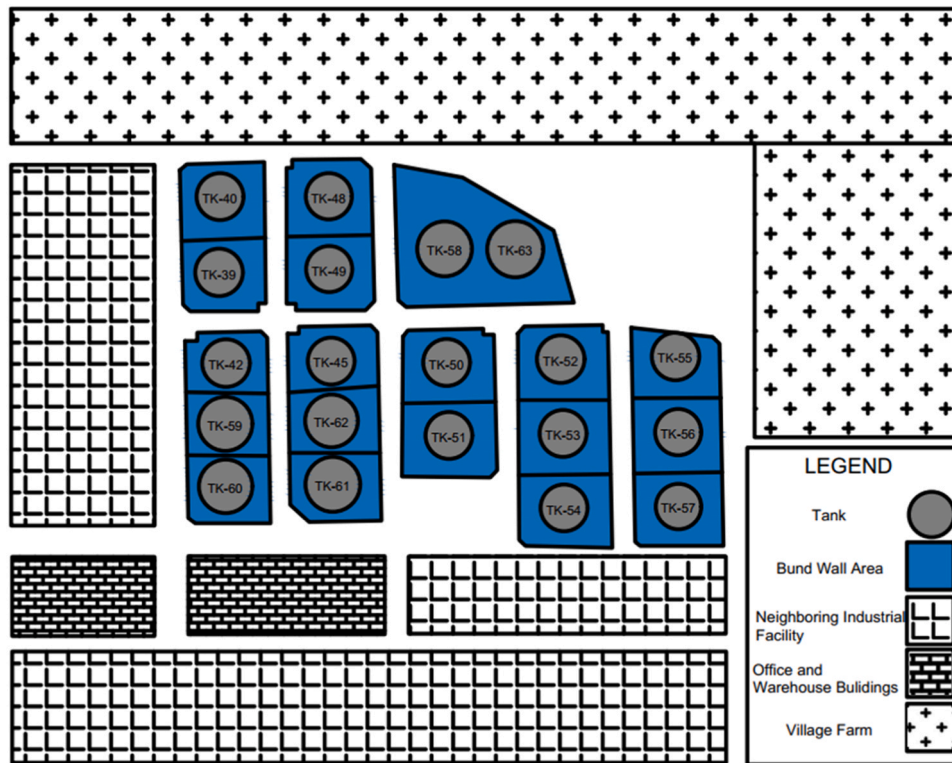 TK-40
TK-48
TK-58
TK-63
TK-39
TK-49
TK-42
TK-45
TK-50
TK-52
TK-55
TK-59
TK-62
TK-51
TK-53
TK-56
TK-60
TK-61
TK-54
TK-57
LEGEND
Tank
Bund Wall Area
Neighboring Industrial
Facility
Office and
Warehouse Bulidings
Village Farm